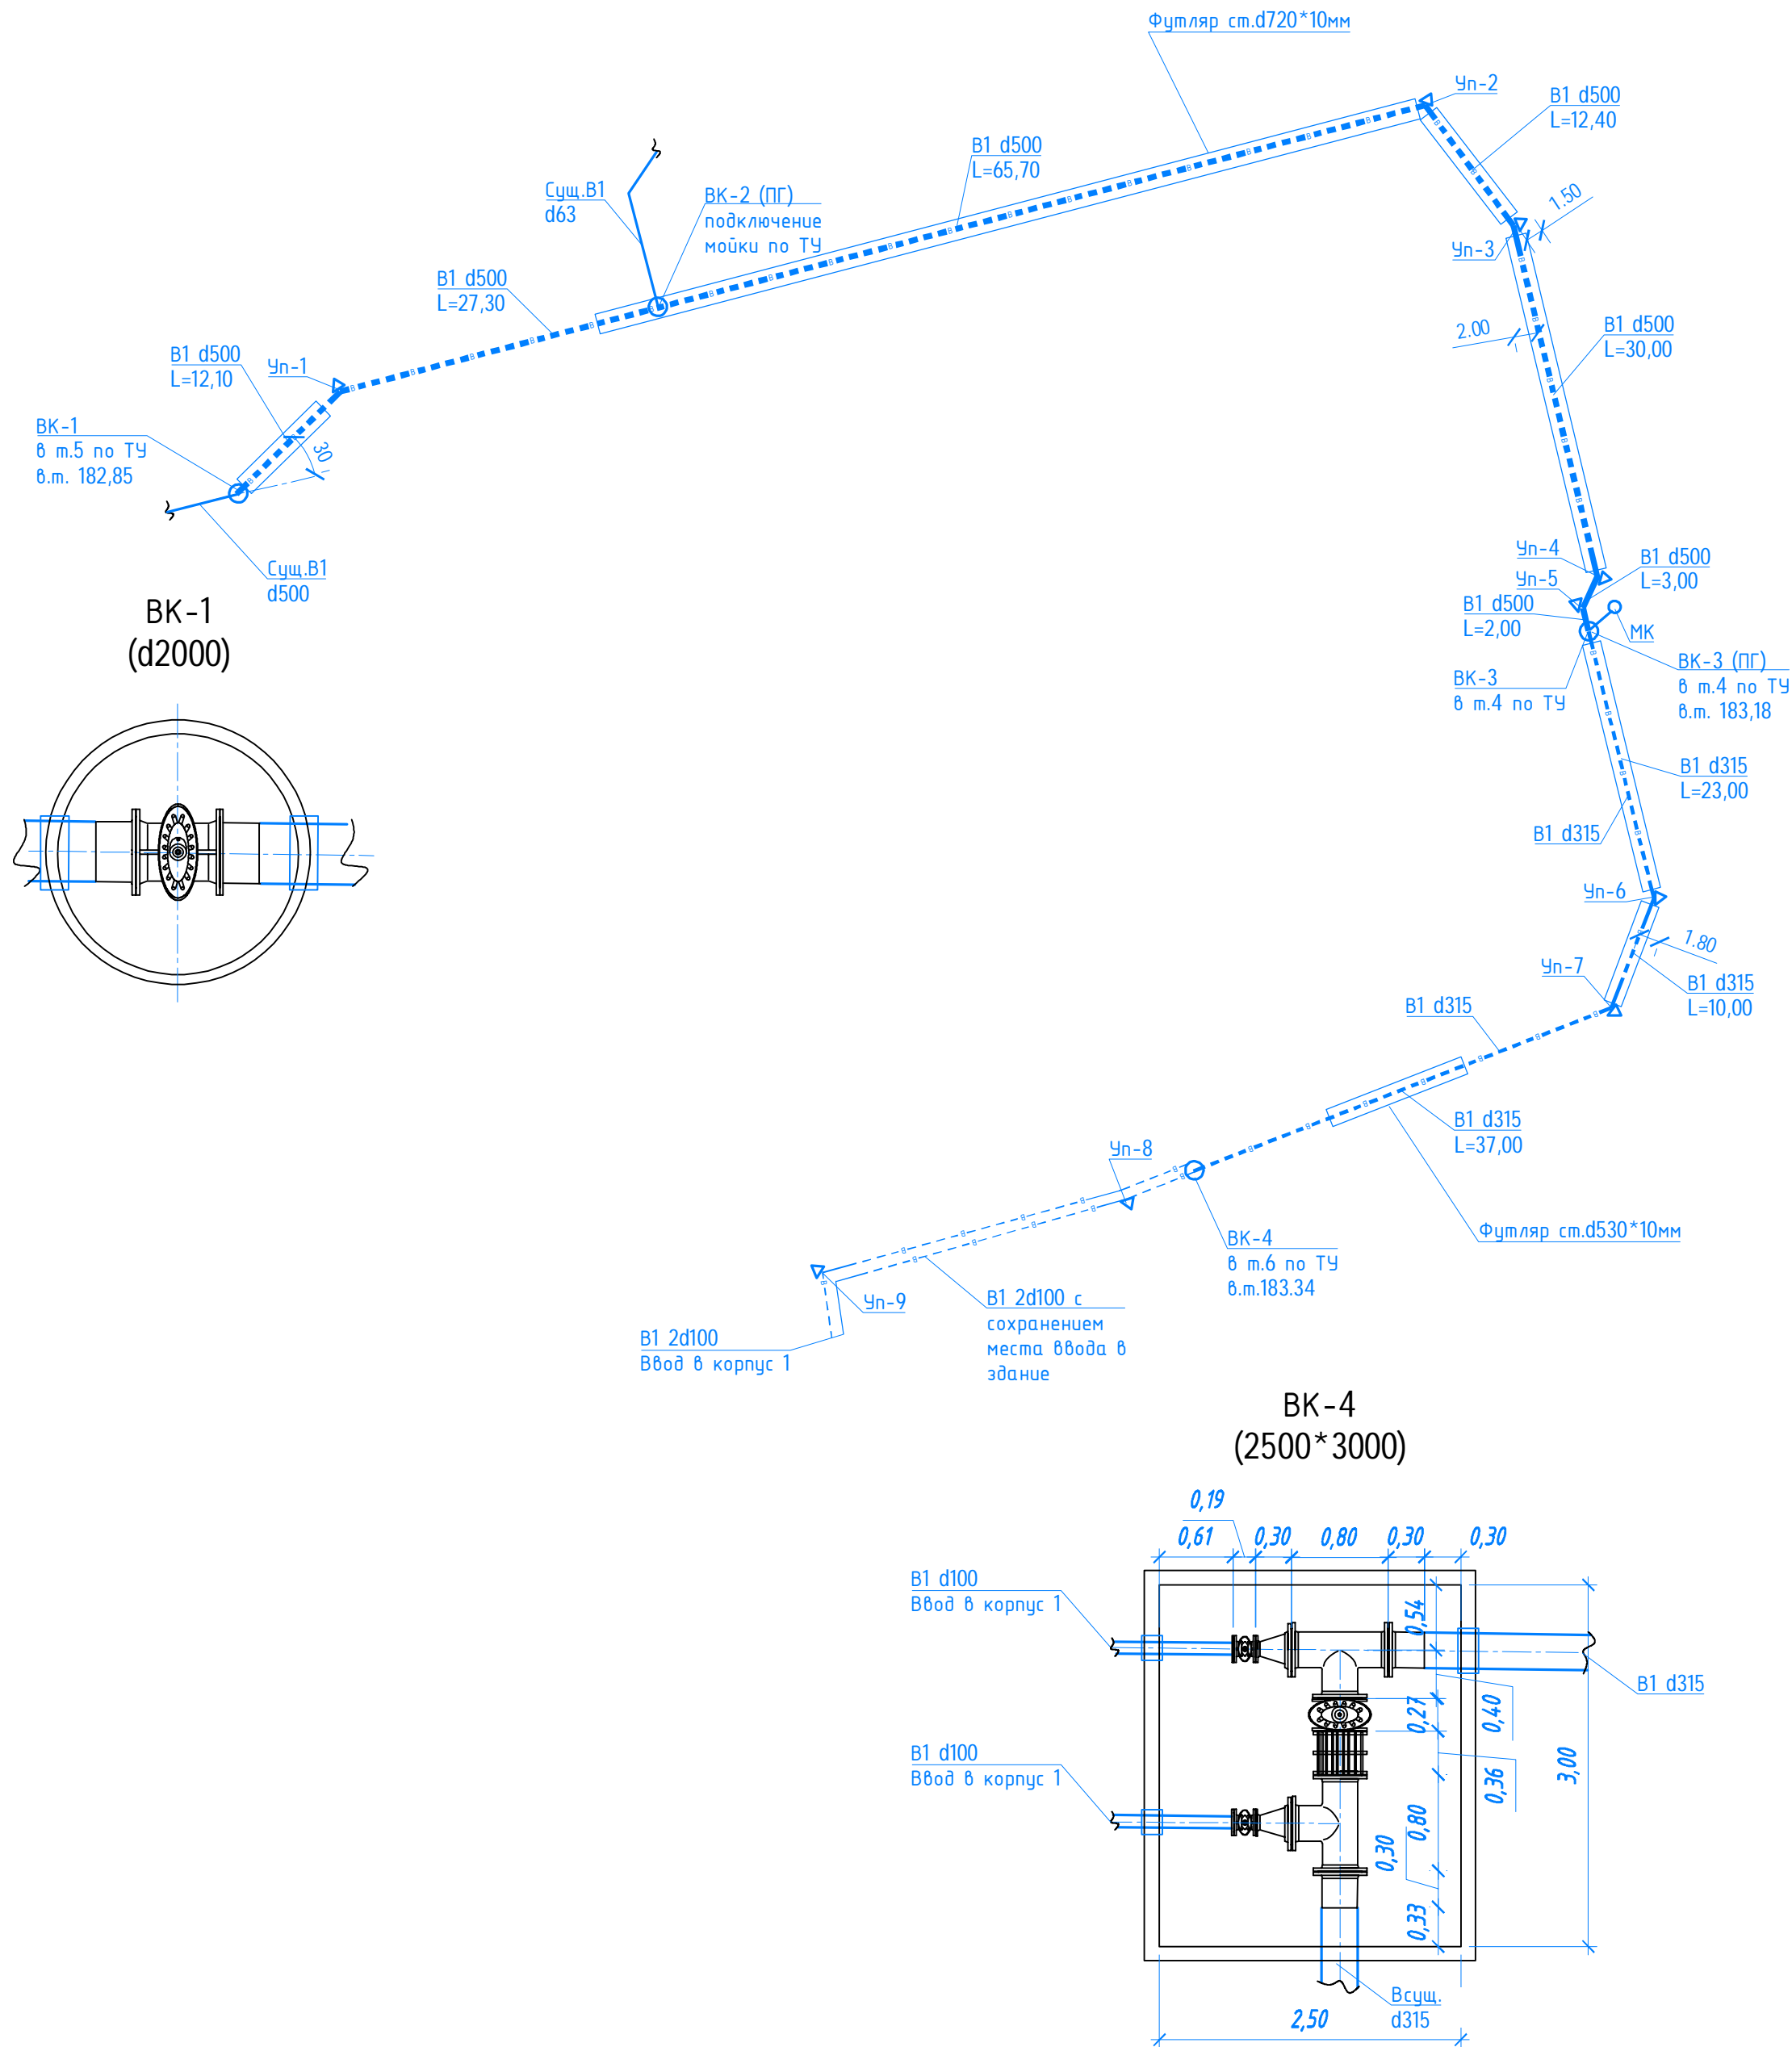 Футляр ст.d720*10мм
Уп-2
В1 d500
L=12,40
В1 d500
L=65,70
Сущ.В1
d63
ВК-2 (ПГ)
подключение
мойки по ТУ
1.50
Уп-3
В1 d500
L=27,30
2.00
В1 d500
L=30,00
В1 d500
L=12,10
Уп-1
ВК-1
в т.5 по ТУ
в.т. 182,85
30
Сущ.В1
d500
Уп-4
Уп-5
В1 d500
L=3,00
В1 d500
L=2,00
МК
ВК-3 (ПГ)
в т.4 по ТУ
в.т. 183,18
ВК-3
в т.4 по ТУ
ВК-1
(d2000)
В1 d315
L=23,00
В1 d315
Уп-6
1.80
Уп-7
В1 d315
L=10,00
В1 d315
В1 d315
L=37,00
Уп-8
Футляр ст.d530*10мм
ВК-4
в т.6 по ТУ
в.т.183.34
Уп-9
В1 2d100 с
сохранением
места ввода в
здание
В1 2d100
Ввод в корпус 1
ВК-4
(2500*3000)
0,19
0,61 0,30 0,80 0,30 0,30
В1 d100
Ввод в корпус 1
0,54
В1 d315
0,27
0,40
В1 d100
Ввод в корпус 1
0,36
3,00
0,80
0,30
0,33
Всущ.
d315
2,50